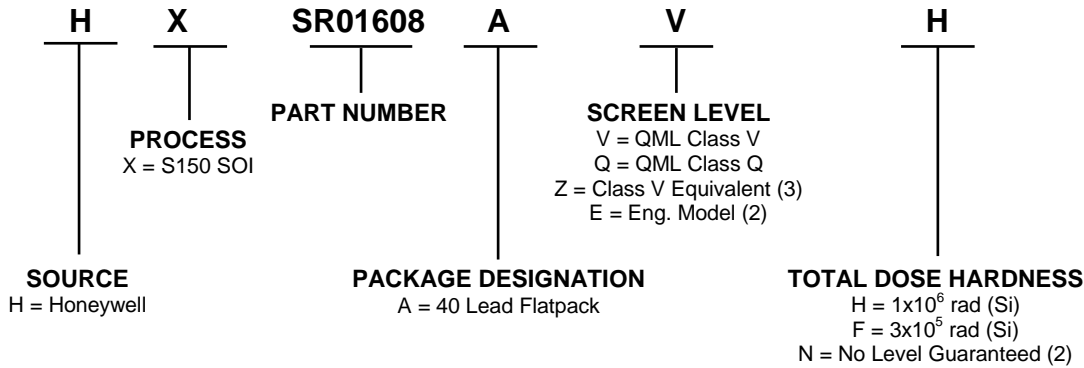 H X SR01608 A V H
PART NUMBER
SCREEN LEVEL
V = QML Class V
Q = QML Class Q
Z = Class V Equivalent (3)
E = Eng. Model (2)
PROCESS
X = S150 SOI
SOURCE
H = Honeywell
PACKAGE DESIGNATION
A = 40 Lead Flatpack
TOTAL DOSE HARDNESS
H = 1x10⁶ rad (Si)
F = 3x10⁵ rad (Si)
N = No Level Guaranteed (2)